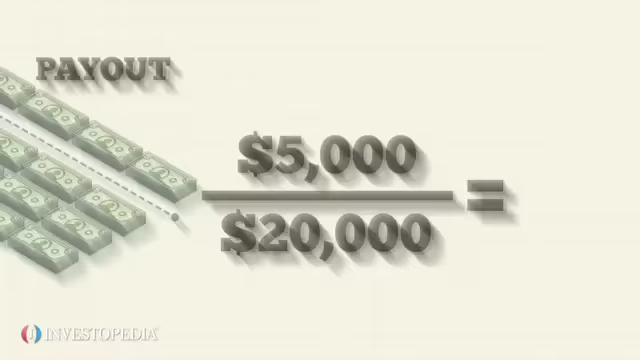 PAYOUT
$5,000
$20,000
=
INVESTOPEDIA